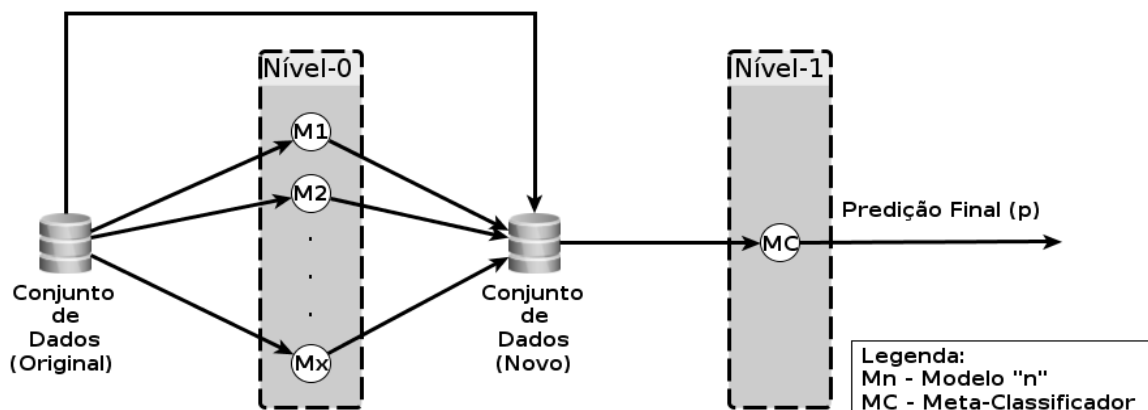 Nível-0
Nível-1
M1
M2
Mx
MC
Predição Final (p)
Conjunto
de
Dados
(Original)
Conjunto
de
Dados
(Novo)
Legenda:
Mn - Modelo "n"
MC - Meta-Classificador